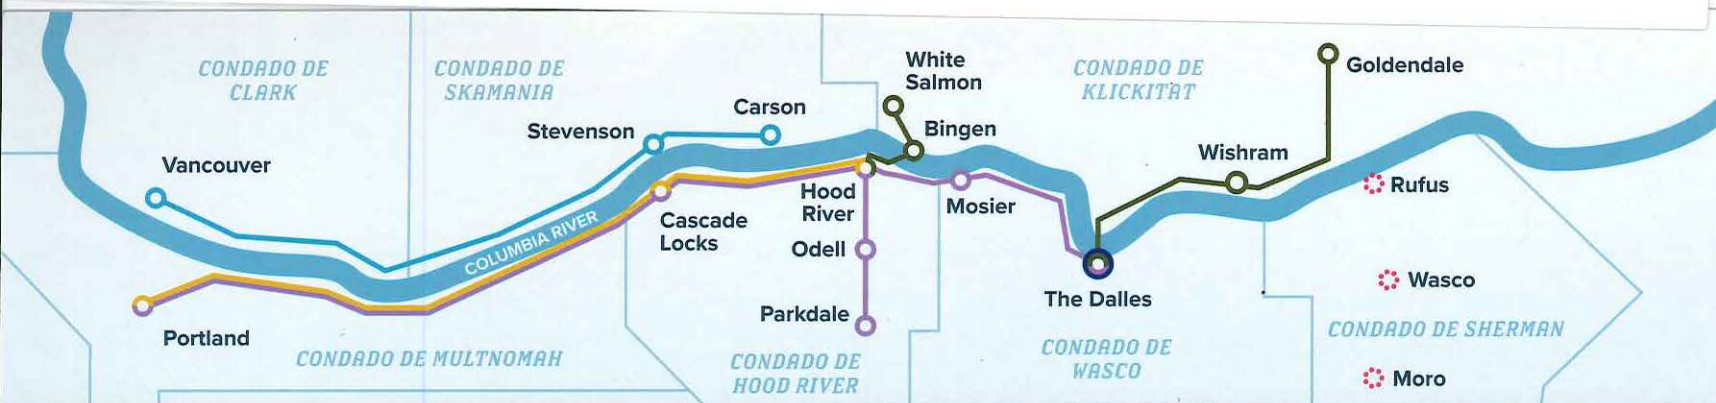 CONDADO DE
CLARK
CONDADO DE
SKAMANIA
White
Salmon
CONDADO DE
KLICKITAT
Goldendale
Carson
Stevenson
Bingen
Vancouver
Wishram
Rufus
Hood
River
Mosier
Cascade
Locks
COLUMBIA RIVER
Odell
Wasco
The Dalles
Parkdale
Portland
CONDADO DE SHERMAN
CONDADO DE MULTNOMAH
CONDADO DE
HOOD RIVER
CONDADO DE
WASCO
Moro